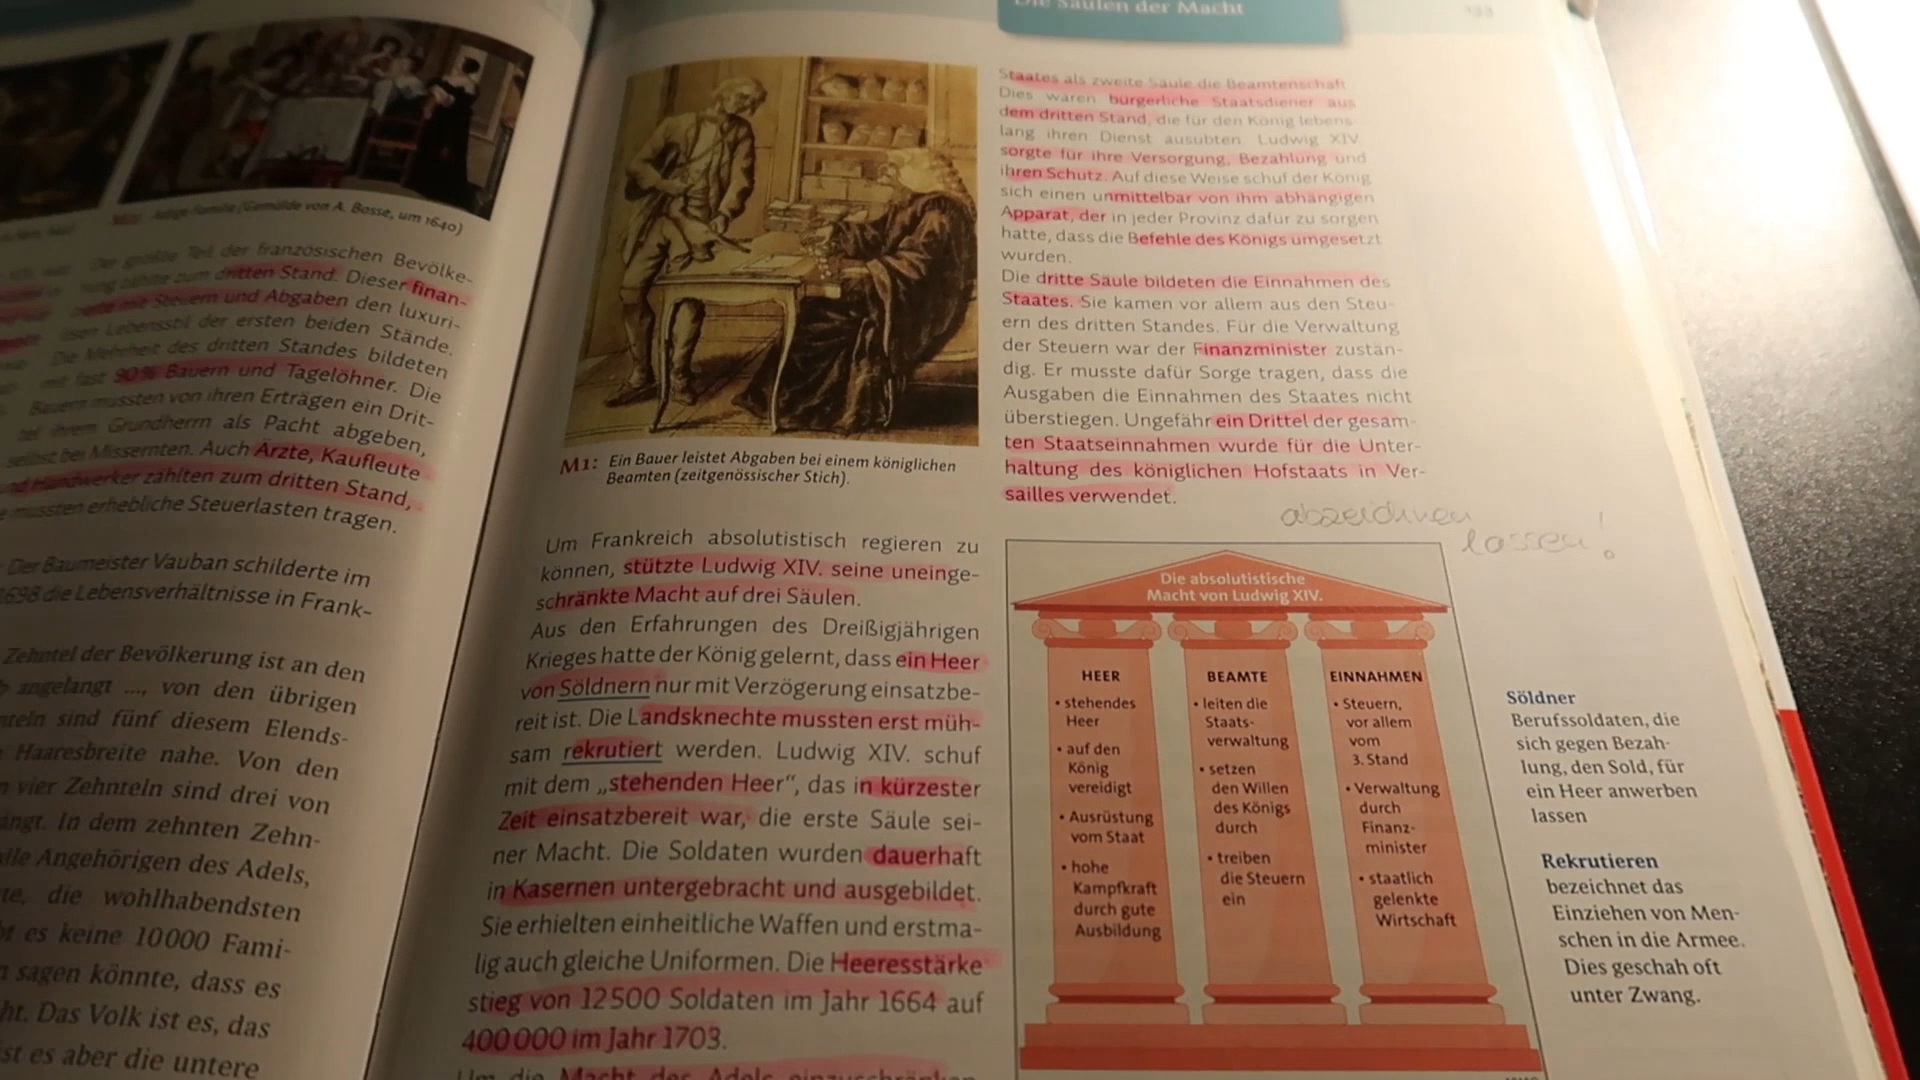 Die Säulen der Macht
133
Adlige Familie (Gemälde von A. Bosse, um 1640)
Der größte Teil der französischen Bevölke-
rung zählte zum dritten Stand. Dieser finan-
zierte mit Steuern und Abgaben den luxuri-
ösen Lebensstil der ersten beiden Stände.
Die Mehrheit des dritten Standes bildeten
mit fast 90% Bauern und Tagelöhner. Die
Bauern mussten von ihren Erträgen ein Drit-
tel ihrem Grundherrn als Pacht abgeben,
selbst bei Missernten. Auch Ärzte, Kaufleute
und Handwerker zählten zum dritten Stand,
mussten erhebliche Steuerlasten tragen.
Der Baumeister Vauban schilderte im
1698 die Lebensverhältnisse in Frank-
Zehntel der Bevölkerung ist an den
angelangt ..., von den übrigen
sind fünf diesem Elends-
Haaresbreite nahe. Von den
vier Zehnteln sind drei von
In dem zehnten Zehn-
alle Angehörigen des Adels,
die wohlhabendsten
es keine 10000 Fami-
sagen könnte, dass es
Das Volk ist es, das
ist es aber die untere
M1: Ein Bauer leistet Abgaben bei einem königlichen
Beamten (zeitgenössischer Stich).
Um Frankreich absolutistisch regieren zu
können, stützte Ludwig XIV. seine uneinge-
schränkte Macht auf drei Säulen.
Aus den Erfahrungen des Dreißigjährigen
Krieges hatte der König gelernt, dass ein Heer
von Söldnern nur mit Verzögerung einsatzbe-
reit ist. Die Landsknechte mussten erst müh-
sam rekrutiert werden. Ludwig XIV. schuf
mit dem „stehenden Heer“, das in kürzester
Zeit einsatzbereit war, die erste Säule sei-
ner Macht. Die Soldaten wurden dauerhaft
in Kasernen untergebracht und ausgebildet.
Sie erhielten einheitliche Waffen und erstma-
lig auch gleiche Uniformen. Die Heeresstärke
stieg von 12500 Soldaten im Jahr 1664 auf
400000 im Jahr 1703.
Um die Macht des Adels einzuschränken
Staates als zweite Säule die Beamtenschaft
Dies waren bürgerliche Staatsdiener aus
dem dritten Stand, die für den König lebens
lang ihren Dienst ausübten. Ludwig XIV
sorgte für ihre Versorgung, Bezahlung und
ihren Schutz. Auf diese Weise schuf der König
sich einen unmittelbar von ihm abhängigen
Apparat, der in jeder Provinz dafür zu sorgen
hatte, dass die Befehle des Königs umgesetzt
wurden.
Die dritte Säule bildeten die Einnahmen des
Staates. Sie kamen vor allem aus den Steu-
ern des dritten Standes. Für die Verwaltung
der Steuern war der Finanzminister zustän-
dig. Er musste dafür Sorge tragen, dass die
Ausgaben die Einnahmen des Staates nicht
überstiegen. Ungefähr ein Drittel der gesam-
ten Staatseinnahmen wurde für die Unter-
haltung des königlichen Hofstaats in Ver-
sailles verwendet.
abzeichnen
lassen!
Die absolutistische
Macht von Ludwig XIV.
HEER
• stehendes
Heer
• auf den
König
vereidigt
• Ausrüstung
vom Staat
• hohe
Kampfkraft
durch gute
Ausbildung
BEAMTE
• leiten die
Staats-
verwaltung
• setzen
den Willen
des Königs
durch
• treiben
die Steuern
ein
EINNAHMEN
• Steuern,
vor allem
vom
3. Stand
• Verwaltung
durch
Finanz-
minister
• staatlich
gelenkte
Wirtschaft
Söldner
Berufssoldaten, die
sich gegen Bezah-
lung, den Sold, für
ein Heer anwerben
lassen
Rekrutieren
bezeichnet das
Einziehen von Men-
schen in die Armee.
Dies geschah oft
unter Zwang.